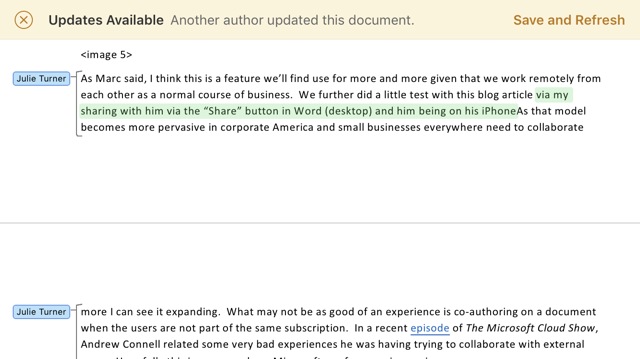 Updates Available Another author updated this document. Save and Refresh
<image 5>
Julie Turner As Marc said, I think this is a feature we'll find use for more and more given that we work remotely from
each other as a normal course of business. We further did a little test with this blog article via my
sharing with him via the “Share” button in Word (desktop) and him being on his iPhoneAs that model
becomes more pervasive in corporate America and small businesses everywhere need to collaborate
Julie Turner more I can see it expanding. What may not be as good of an experience is co-authoring on a document
when the users are not part of the same subscription. In a recent episode of The Microsoft Cloud Show,
Andrew Connell related some very bad experiences he was having trying to collaborate with external